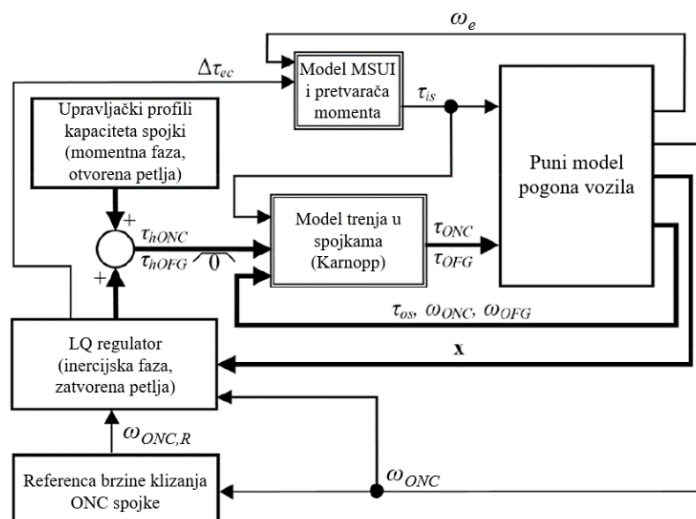 ω_e
Δτ_ec
Model MSUI
i pretvarača
momenta
τ_is
Upravljački profili
kapaciteta spojki
(momentna faza,
otvorena petlja)
Puni model
pogona vozila
+
τ_hONC
τ_hOFG
0
+
Model trenja u
spojkama
(Karnopp)
τ_ONC
τ_OFG
τ_os, ω_ONC, ω_OFG
LQ regulator
(inercijska faza,
zatvorena petlja)
x
ω_ONC,R
Referenca brzine klizanja
ONC spojke
ω_ONC